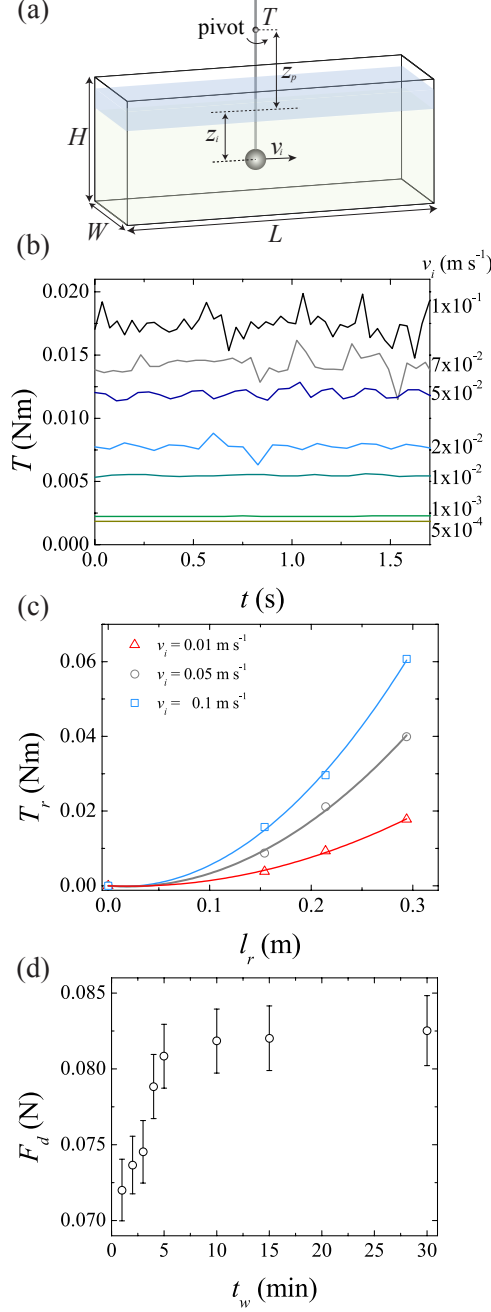 (a)
pivot T
z_p
H
z_i
v_i
W
L
(b)
v_i (m s⁻¹)
0.020
1x10⁻¹
0.015
7x10⁻²
5x10⁻²
0.010
2x10⁻²
0.005
1x10⁻²
1x10⁻³
5x10⁻⁴
0.000
T (Nm)
0.0 0.5 1.0 1.5
t (s)
(c)
v_i = 0.01 m s⁻¹
v_i = 0.05 m s⁻¹
v_i = 0.1 m s⁻¹
0.06
0.04
0.02
0.00
T_r (Nm)
0.0 0.1 0.2 0.3
l_r (m)
(d)
0.085
0.080
0.075
0.070
F_d (N)
0 5 10 15 20 25 30
t_w (min)